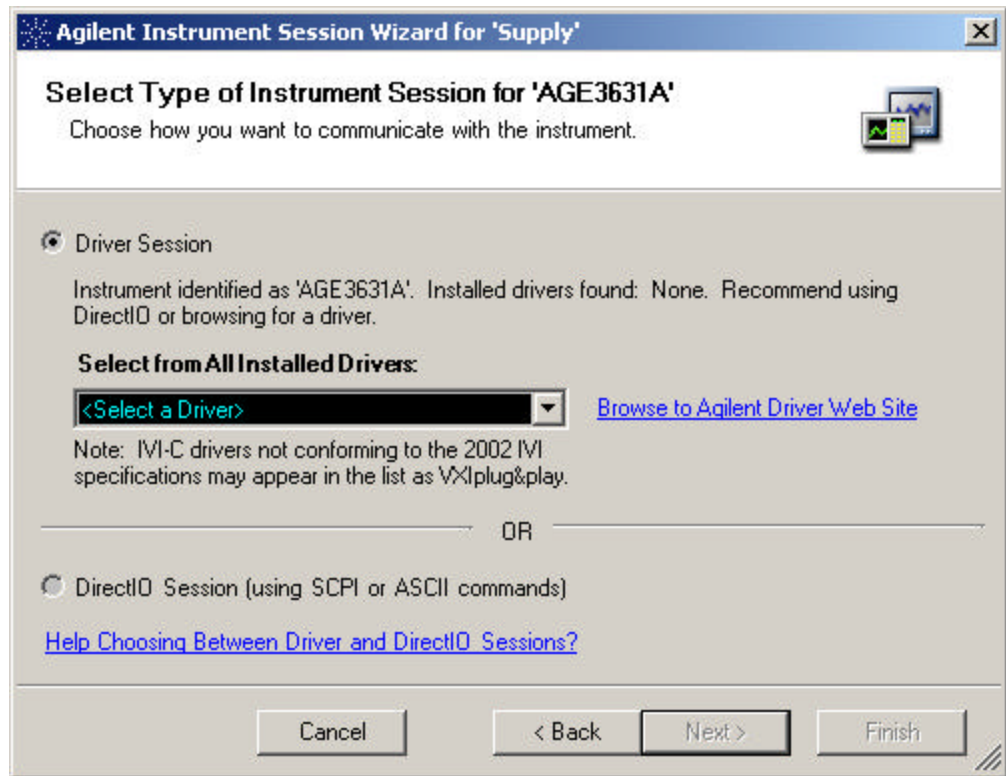 Agilent Instrument Session Wizard for 'Supply'
Select Type of Instrument Session for 'AGE3631A'
Choose how you want to communicate with the instrument.
Driver Session
Instrument identified as 'AGE3631A'. Installed drivers found: None. Recommend using
DirectIO or browsing for a driver.
Select from All Installed Drivers:
<Select a Driver>
Browse to Agilent Driver Web Site
Note: IVI-C drivers not conforming to the 2002 IVI
specifications may appear in the list as VXIplug&play.
OR
DirectIO Session (using SCPI or ASCII commands)
Help Choosing Between Driver and DirectIO Sessions?
Cancel
< Back
Next >
Finish